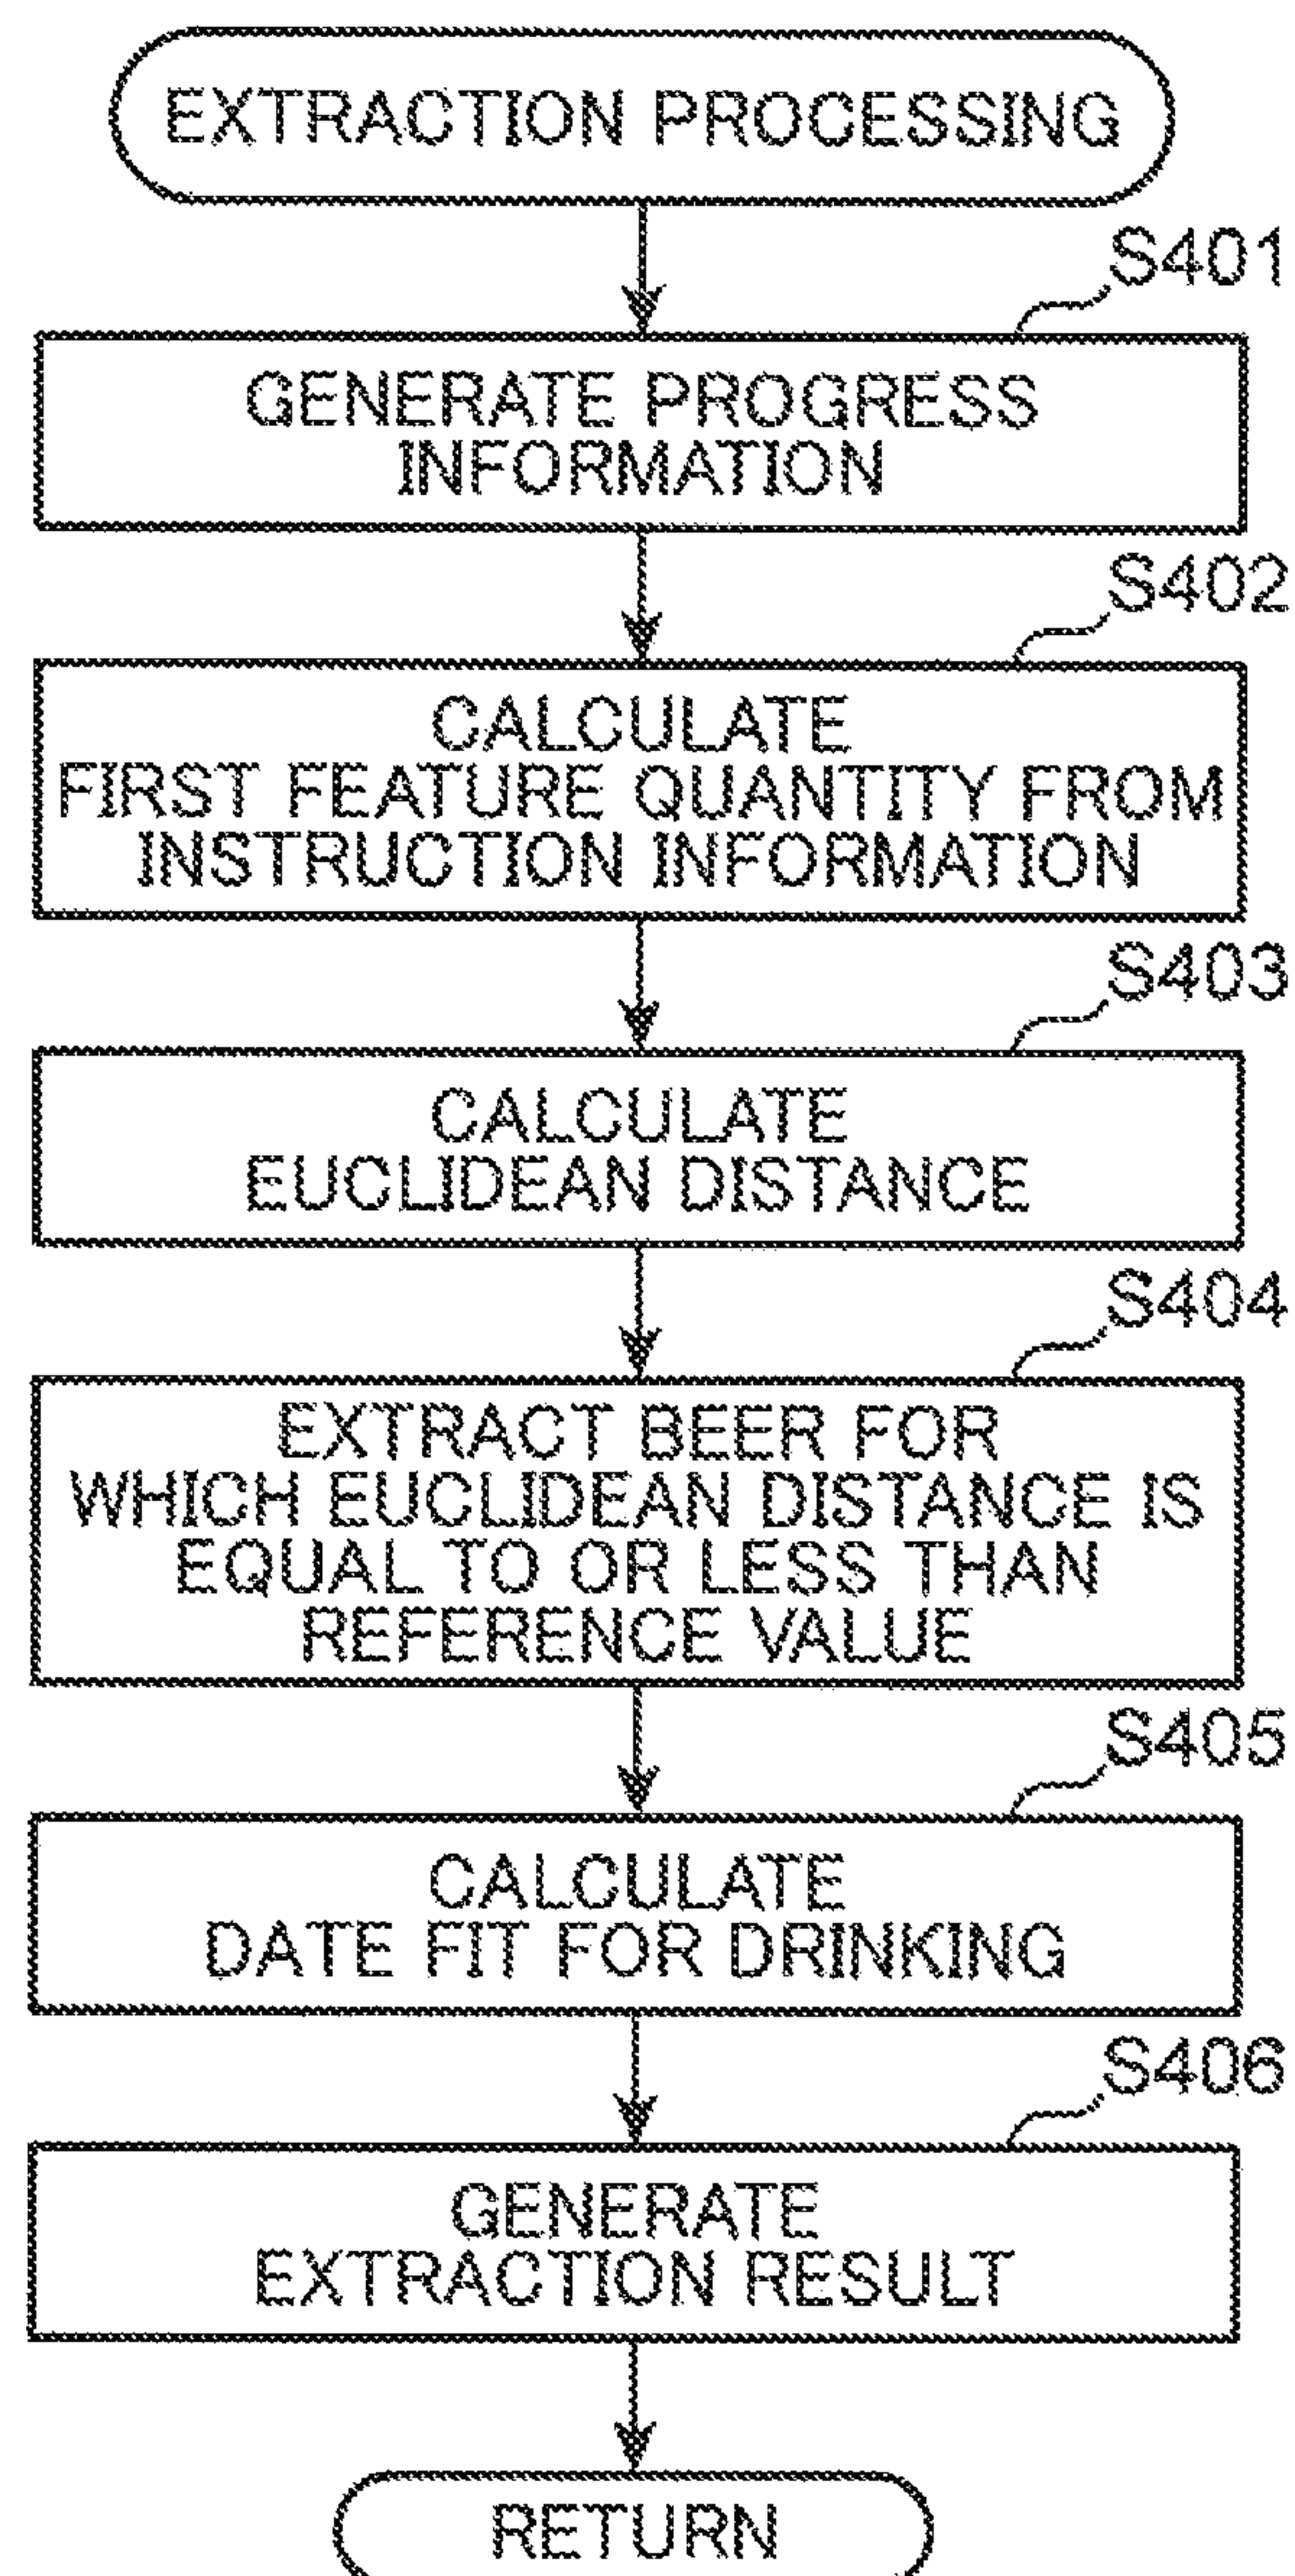 EXTRACTION PROCESSING
S401
GENERATE PROGRESS
INFORMATION
S402
CALCULATE
FIRST FEATURE QUANTITY FROM
INSTRUCTION INFORMATION
S403
CALCULATE
EUCLIDEAN DISTANCE
S404
EXTRACT BEER FOR
WHICH EUCLIDEAN DISTANCE IS
EQUAL TO OR LESS THAN
REFERENCE VALUE
S405
CALCULATE
DATE FIT FOR DRINKING
S406
GENERATE
EXTRACTION RESULT
RETURN